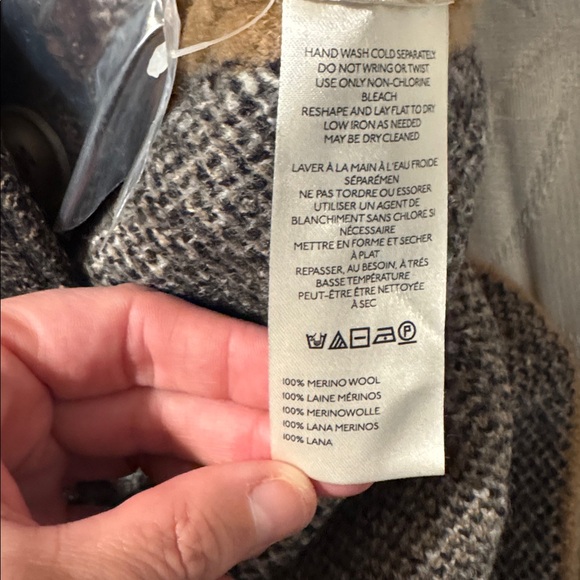 HAND WASH COLD SEPARATELY
DO NOT WRING OR TWIST
USE ONLY NON-CHLORINE
BLEACH
RESHAPE AND LAY FLAT TO DRY
LOW IRON AS NEEDED
MAY BE DRY CLEANED
LAVER À LA MAIN À L'EAU FROIDE
SÉPARÉMEN
NE PAS TORDRE OU ESSORER
UTILISER UN AGENT DE
BLANCHIMENT SANS CHLORE SI
NÉCESSAIRE
METTRE EN FORME ET SECHER
À PLAT
REPASSER, AU BESOIN, À TRÉS
BASSE TEMPÉRATURE
PEUT-ÊTRE ÊTRE NETTOYÉE
À SEC
P
100% MERINO WOOL
100% LAINE MÉRINOS
100% MERINOWOLLE
100% LANA MERINOS
100% LANA